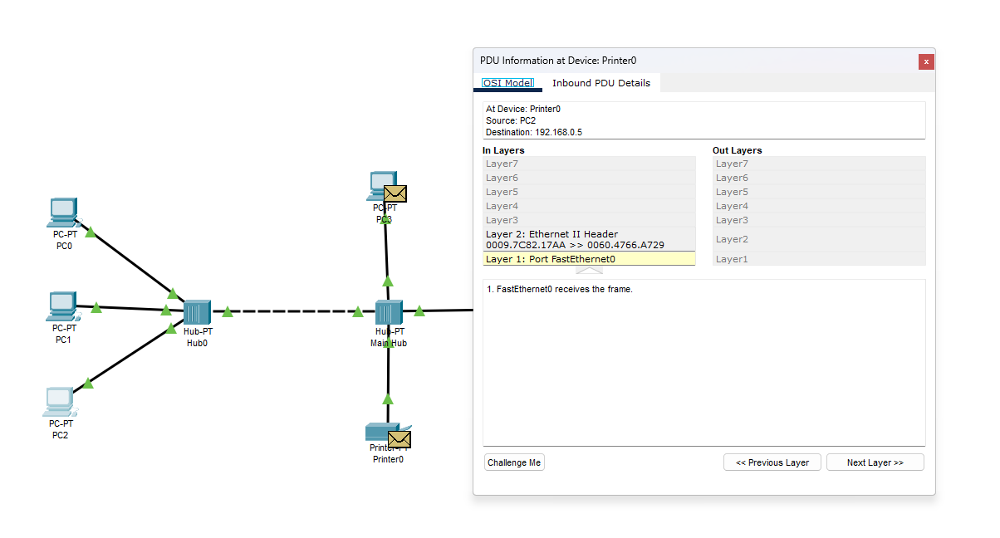 PC-PT
PC0
PC-PT
PC1
PC-PT
PC2
Hub-PT
Hub0
PC-PT
PC3
Hub-PT
Main Hub
Printer-PT
Printer0
PDU Information at Device: Printer0
x
OSI Model
Inbound PDU Details
At Device: Printer0
Source: PC2
Destination: 192.168.0.5
In Layers
Layer7
Layer6
Layer5
Layer4
Layer3
Layer 2: Ethernet II Header
0009.7C82.17AA >> 0060.4766.A729
Layer 1: Port FastEthernet0
Out Layers
Layer7
Layer6
Layer5
Layer4
Layer3
Layer2
Layer1
1. FastEthernet0 receives the frame.
Challenge Me
<< Previous Layer
Next Layer >>